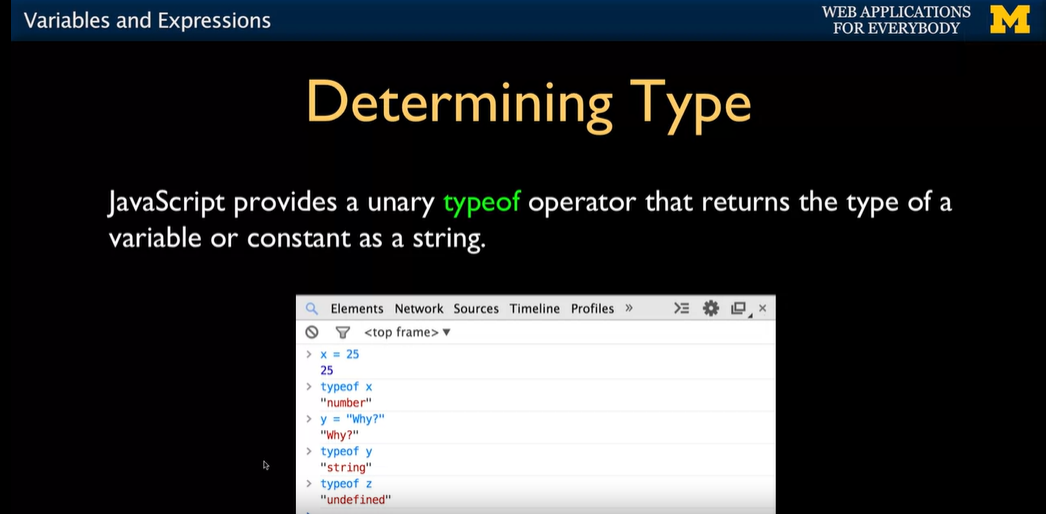 Variables and Expressions
WEB APPLICATIONS
FOR EVERYBODY
M
Determining Type
JavaScript provides a unary typeof operator that returns the type of a
variable or constant as a string.
Elements Network Sources Timeline Profiles »
<top frame> ▼
> x = 25
25
> typeof x
"number"
> y = "Why?"
"Why?"
> typeof y
"string"
> typeof z
"undefined"